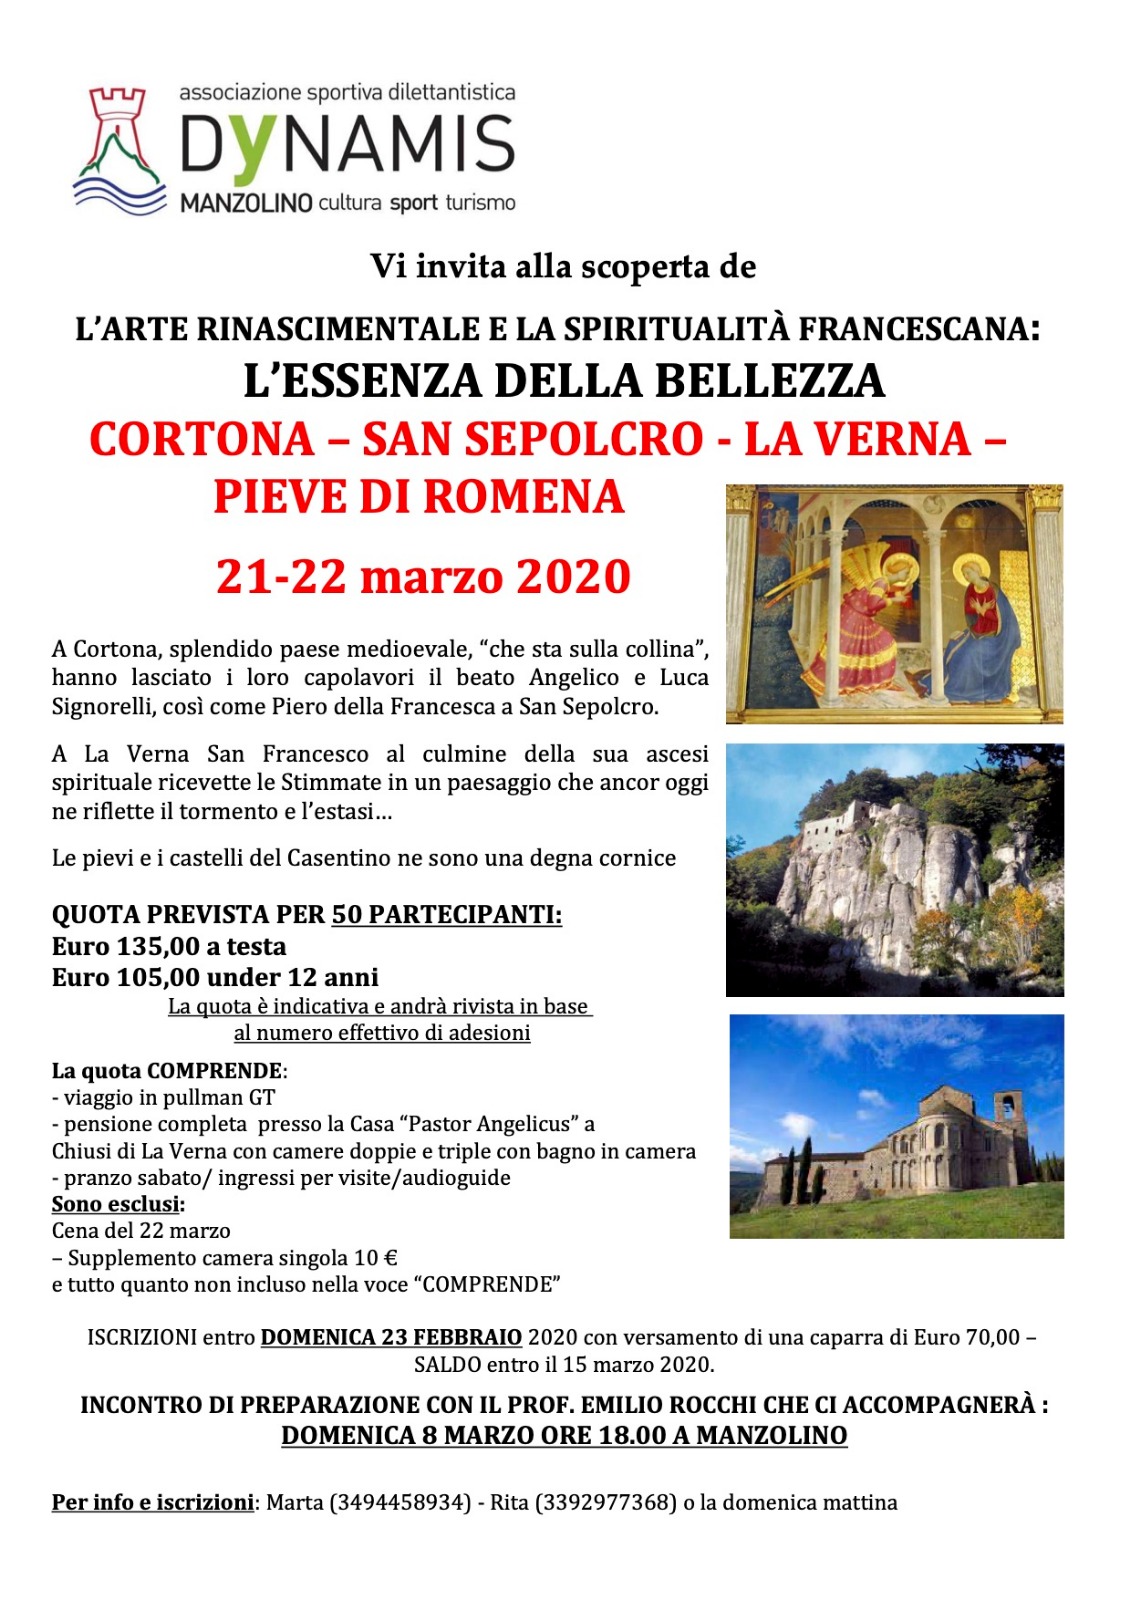 associazione sportiva dilettantistica
DYNAMIS
MANZOLINO cultura sport turismo
Vi invita alla scoperta de
L’ARTE RINASCIMENTALE E LA SPIRITUALITÀ FRANCESCANA:
L’ESSENZA DELLA BELLEZZA
CORTONA – SAN SEPOLCRO - LA VERNA –
PIEVE DI ROMENA
21-22 marzo 2020
A Cortona, splendido paese medioevale, “che sta sulla collina”,
hanno lasciato i loro capolavori il beato Angelico e Luca
Signorelli, così come Piero della Francesca a San Sepolcro.
A La Verna San Francesco al culmine della sua ascesi
spirituale ricevette le Stimmate in un paesaggio che ancor oggi
ne riflette il tormento e l’estasi…
Le pievi e i castelli del Casentino ne sono una degna cornice
QUOTA PREVISTA PER 50 PARTECIPANTI:
Euro 135,00 a testa
Euro 105,00 under 12 anni
La quota è indicativa e andrà rivista in base
al numero effettivo di adesioni
La quota COMPRENDE:
- viaggio in pullman GT
- pensione completa presso la Casa “Pastor Angelicus” a
Chiusi di La Verna con camere doppie e triple con bagno in camera
- pranzo sabato/ ingressi per visite/audioguide
Sono esclusi:
Cena del 22 marzo
– Supplemento camera singola 10 €
e tutto quanto non incluso nella voce “COMPRENDE”
ISCRIZIONI entro DOMENICA 23 FEBBRAIO 2020 con versamento di una caparra di Euro 70,00 –
SALDO entro il 15 marzo 2020.
INCONTRO DI PREPARAZIONE CON IL PROF. EMILIO ROCCHI CHE CI ACCOMPAGNERÀ :
DOMENICA 8 MARZO ORE 18.00 A MANZOLINO
Per info e iscrizioni: Marta (3494458934) - Rita (3392977368) o la domenica mattina